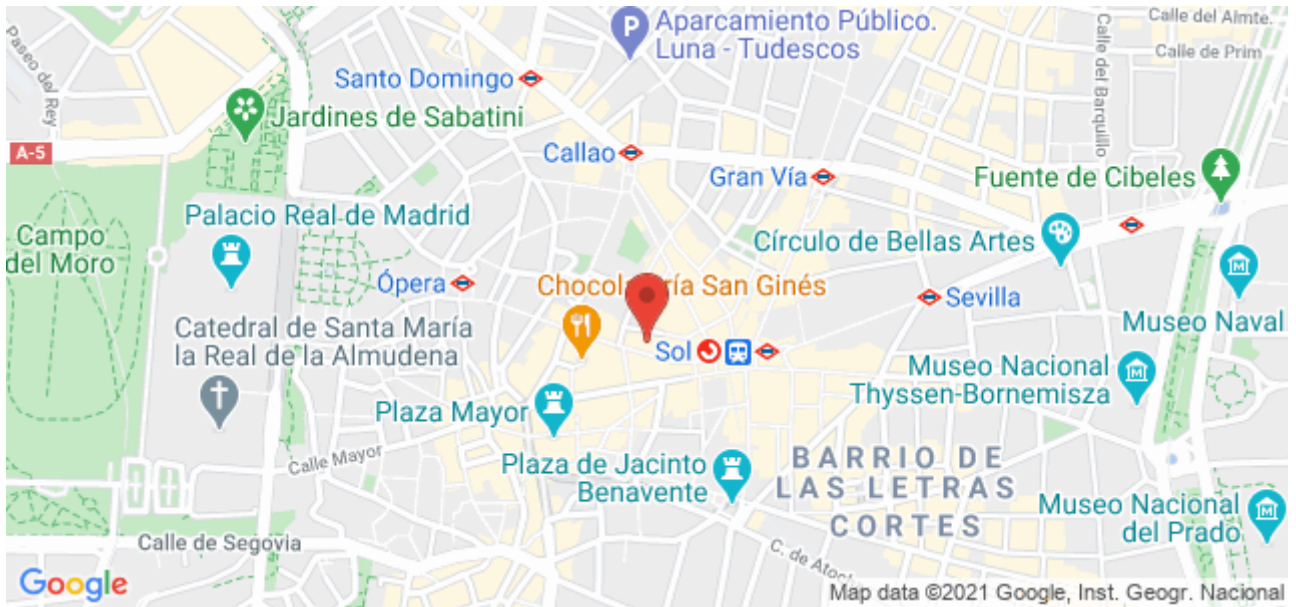 Aparcamiento Público.
Luna - Tudescos
Calle del Almte.
Calle de Prim
Calle del Barquillo
Paseo del Rey
Santo Domingo
Jardines de Sabatini
A-5
Callao
Gran Vía
Fuente de Cibeles
Palacio Real de Madrid
Campo
del Moro
Círculo de Bellas Artes
Ópera
San Ginés
Sevilla
Catedral de Santa María
la Real de la Almudena
Museo Naval
Sol
Museo Nacional
Thyssen-Bornemisza
Plaza Mayor
Calle Mayor
Plaza de Jacinto
Benavente
BARRIO DE
LAS LETRAS
CORTES
Museo Nacional
del Prado
Calle de Segovia
C. de
Google
Map data ©2021 Google, Inst. Geogr. Nacional